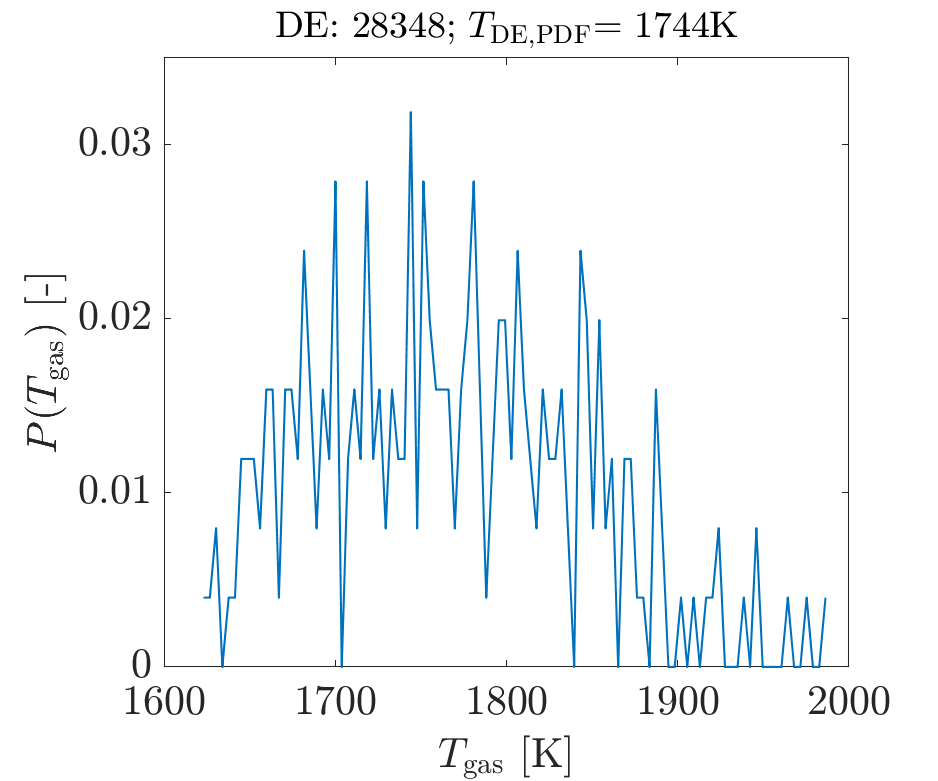 DE: 28348; T_DE,PDF= 1744K
P(T_gas) [-]
0.03
0.02
0.01
0
1600 1700 1800 1900 2000
T_gas [K]